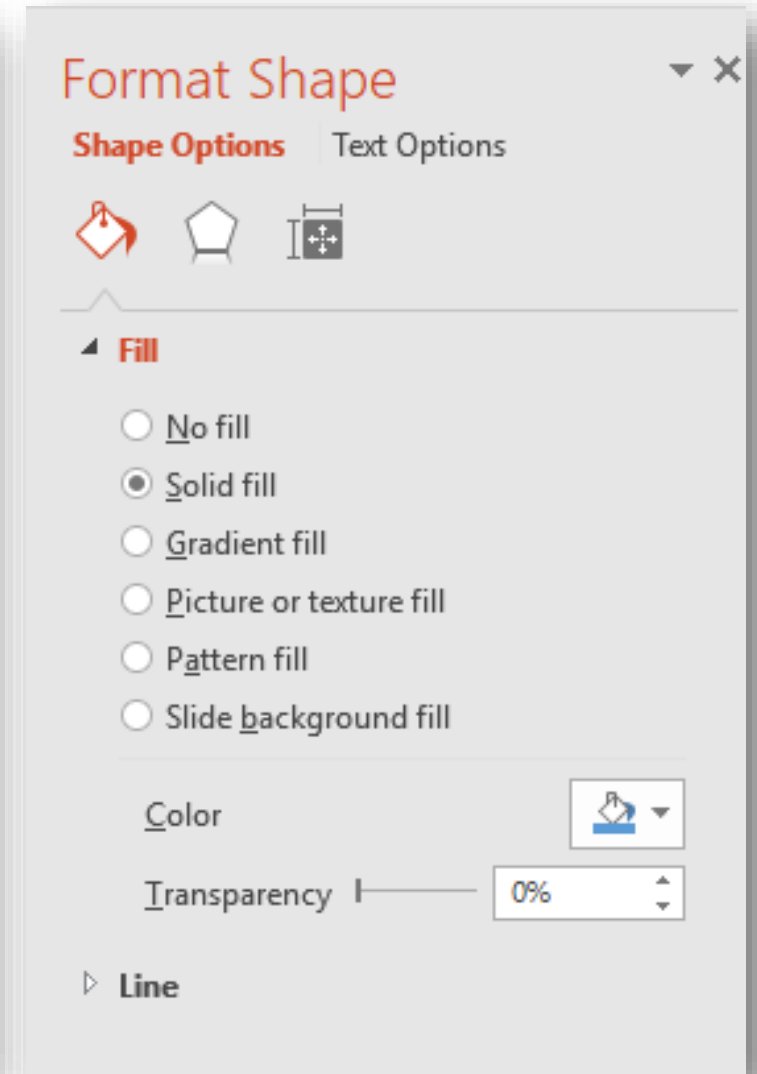 Format Shape
Shape Options Text Options
Fill
No fill
Solid fill
Gradient fill
Picture or texture fill
Pattern fill
Slide background fill
Color
Transparency 0%
Line